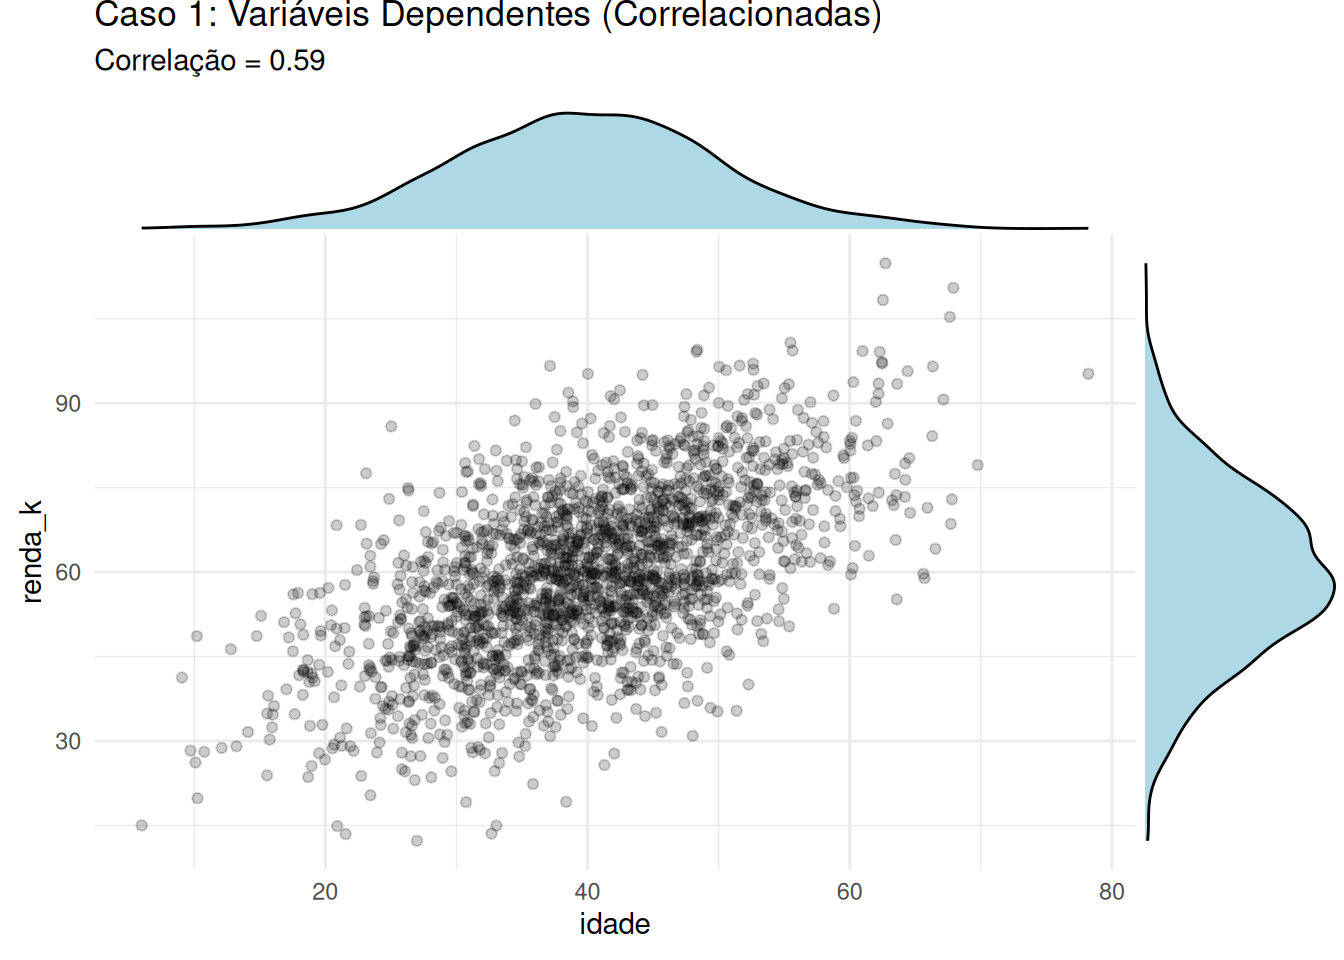 Caso 1: Variáveis Dependentes (Correlacionadas)
Correlação = 0.59
90
60
30
renda_k
20 40 60 80
idade